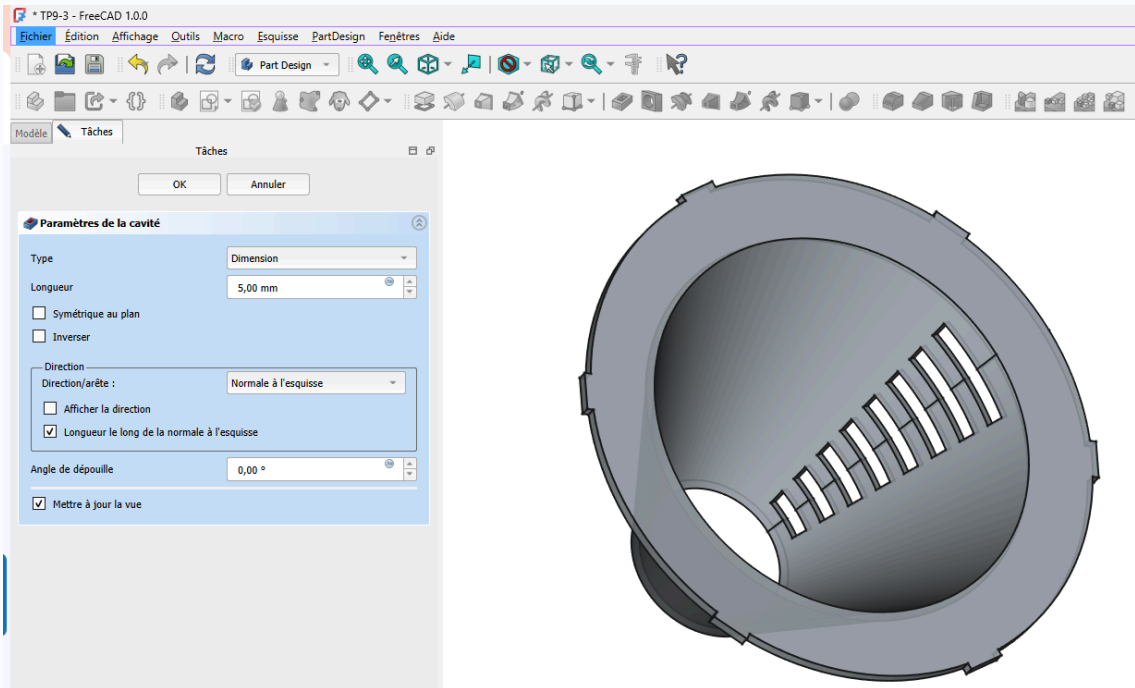 * TP9-3 - FreeCAD 1.0.0
Fichier Édition Affichage Outils Macro Esquisse PartDesign Fenêtres Aide
Part Design
Modèle Tâches
Tâches
OK Annuler
Paramètres de la cavité
Type Dimension
Longueur 5,00 mm
Symétrique au plan
Inverser
Direction
Direction/arête : Normale à l'esquisse
Afficher la direction
Longueur le long de la normale à l'esquisse
Angle de dépouille 0,00 °
Mettre à jour la vue